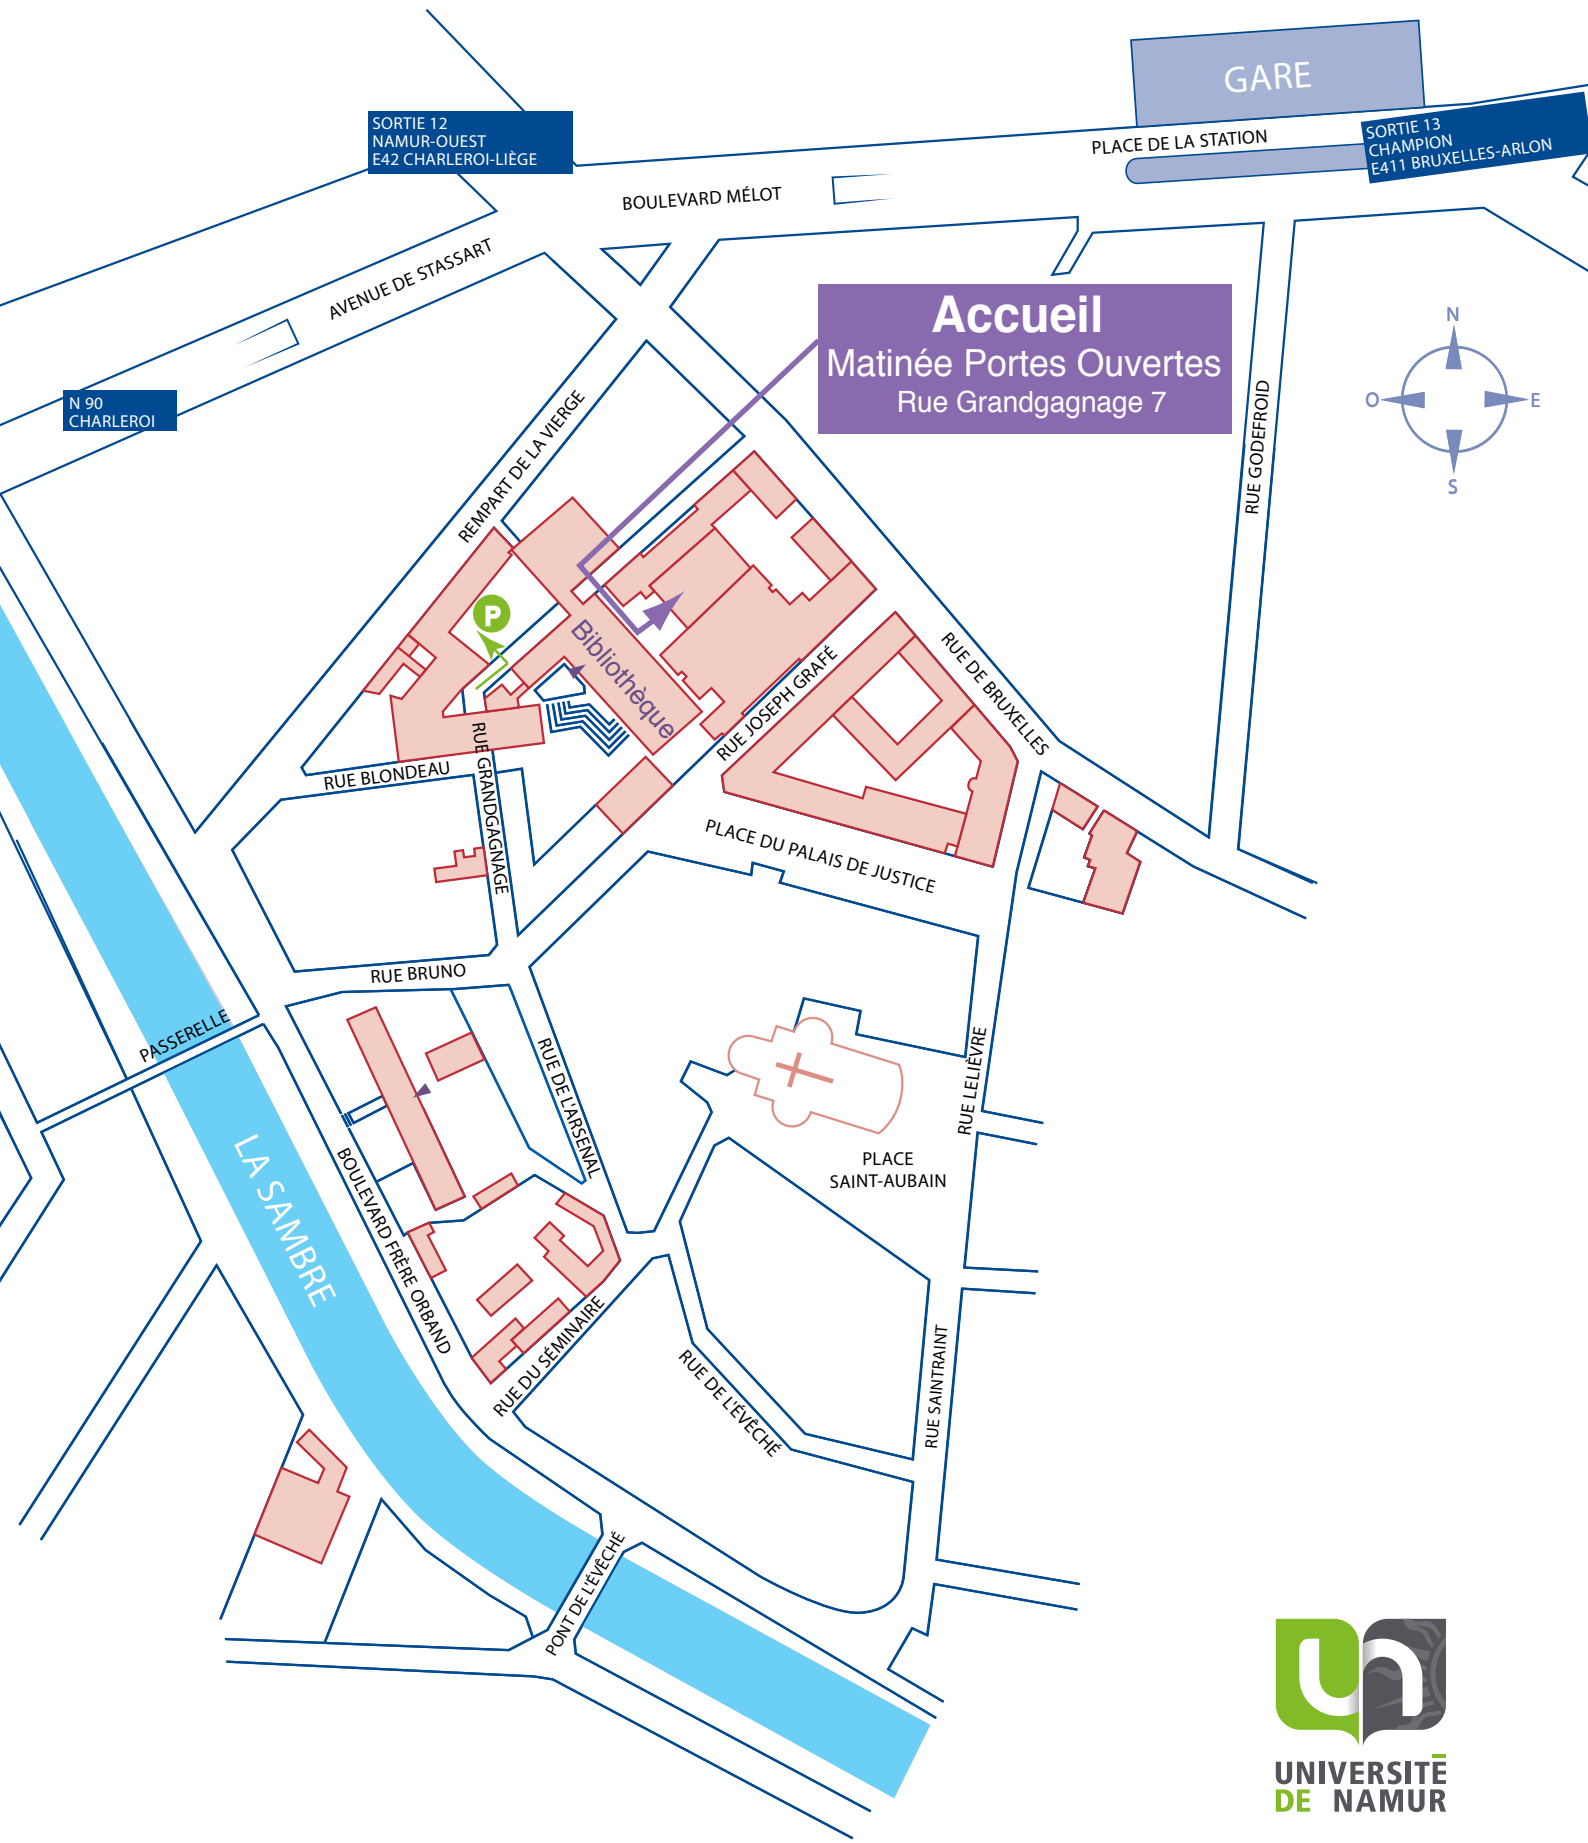 GARE
SORTIE 12
NAMUR-OUEST
E42 CHARLEROI-LIÈGE
PLACE DE LA STATION
SORTIE 13
CHAMPION
E411 BRUXELLES-ARLON
BOULEVARD MÉLOT
AVENUE DE STASSART
Accueil
Matinée Portes Ouvertes
Rue Grandgagnage 7
N
O
E
S
N 90
CHARLEROI
REMPART DE LA VIERGE
RUE GODEFROID
P
Bibliothèque
RUE JOSEPH GRAFÉ
RUE DE BRUXELLES
RUE BLONDEAU
RUE GRANDGAGNAGE
PLACE DU PALAIS DE JUSTICE
RUE BRUNO
PASSERELLE
RUE DE L'ARSENAL
RUE LELIÈVRE
LA SAMBRE
BOULEVARD FRÈRE ORBAND
PLACE
SAINT-AUBAIN
RUE DU SÉMINAIRE
RUE DE L'ÉVÊCHÉ
RUE SAINTRAINT
PONT DE L'ÉVÊCHÉ
UNIVERSITÉ
DE NAMUR